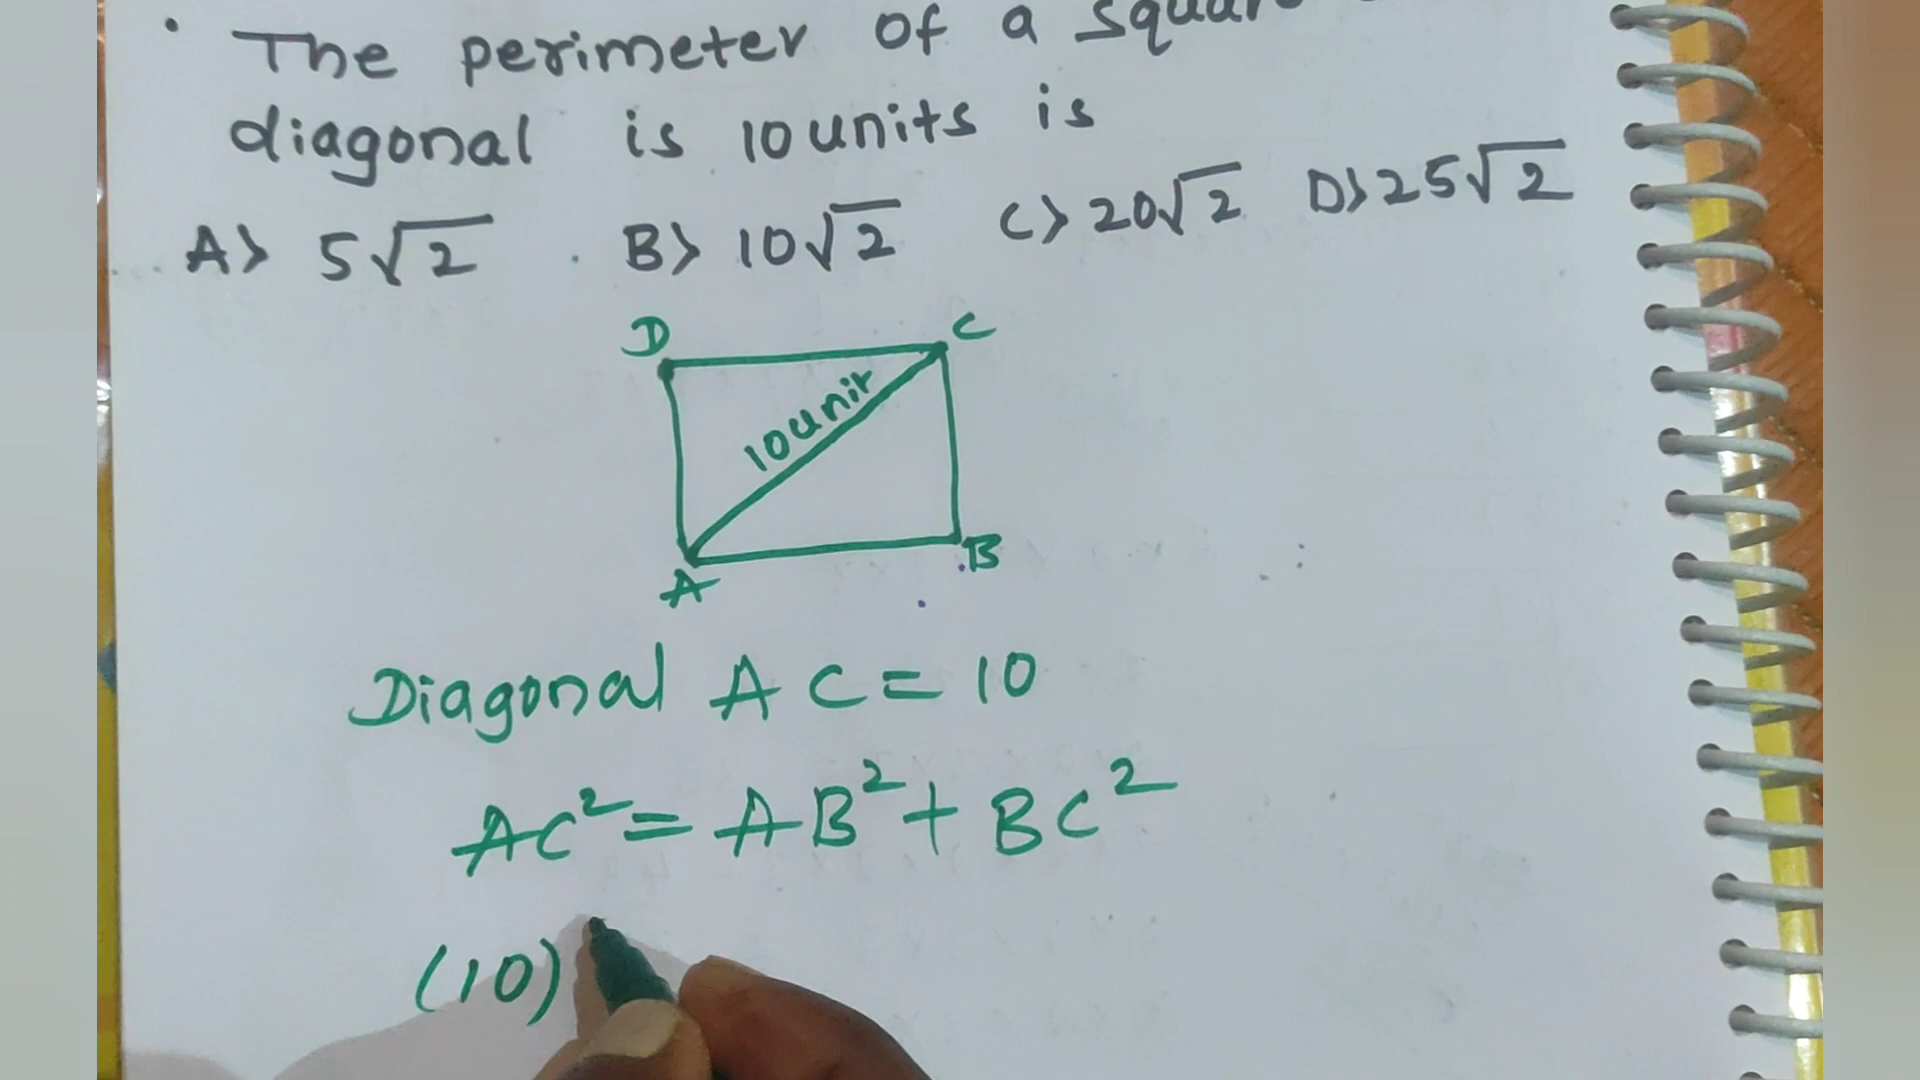 The perimeter of a
diagonal is 10 units is
A> 5√2 B> 10√2 C> 20√2 D> 25√2
D C
10 unit
A B
Diagonal AC = 10
AC² = AB² + BC²
(10)